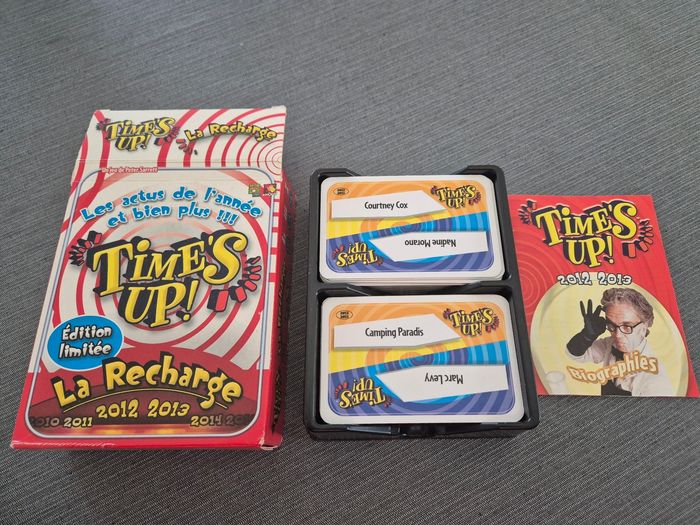 TIME'S UP!
La Recharge
Un jeu de Peter Sarrett
Les actus de l'année
et bien plus !!!
TIME'S
UP!
Édition
limitée
La Recharge
2010 2011 2012 2013 2014
TIME'S UP!
Courtney Cox
Nadine Morano
TIME'S UP!
TIME'S UP!
Camping Paradis
Marc Levy
TIME'S UP!
TIME'S
UP!
2012 2013
Biographies